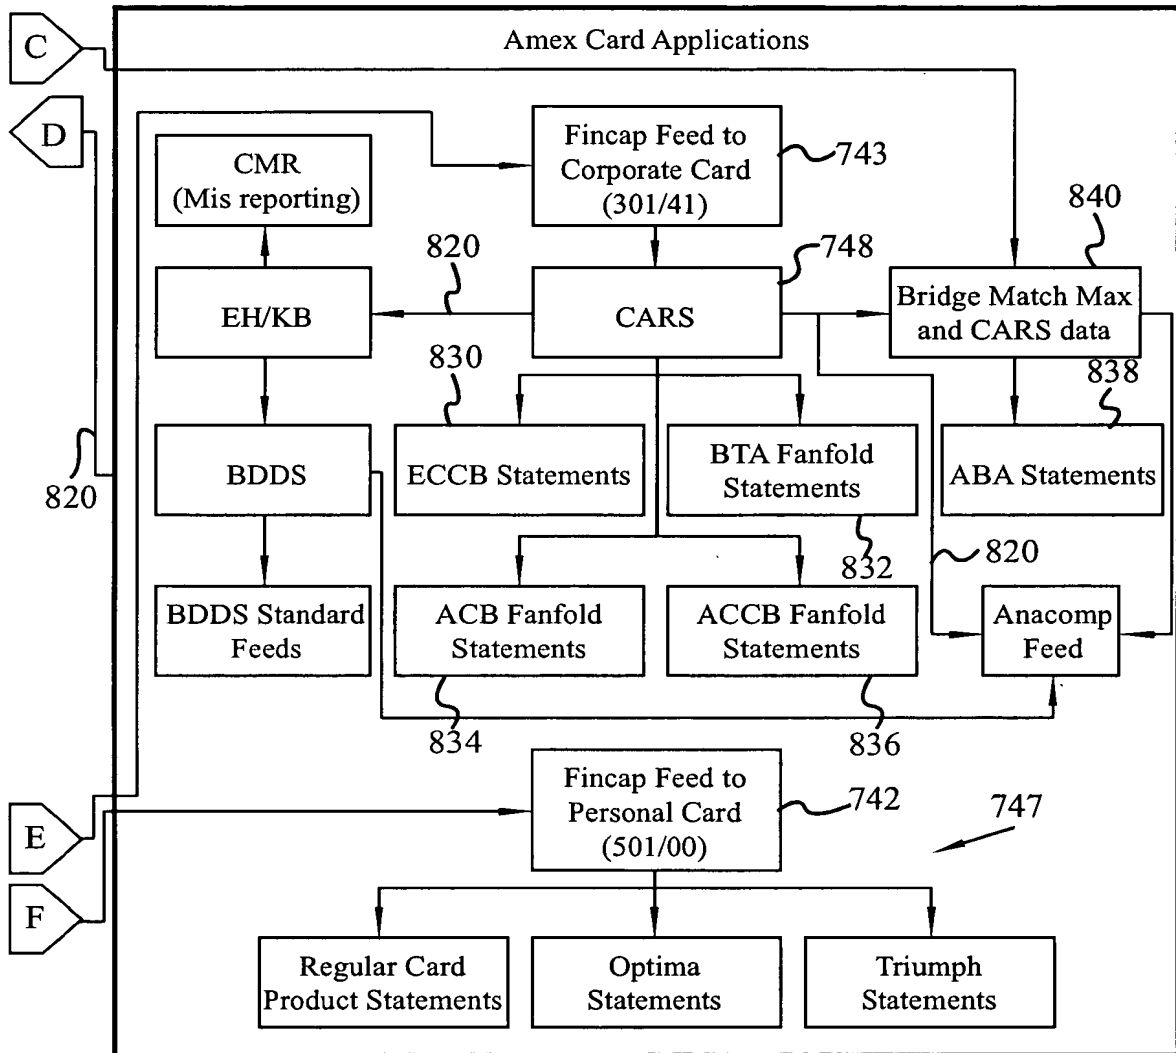 C
Amex Card Applications
D
CMR
(Mis reporting)
Fincap Feed to
Corporate Card
(301/41)
743
840
820
748
EH/KB
CARS
Bridge Match Max
and CARS data
830
838
BDDS
ECCB Statements
BTA Fanfold
Statements
ABA Statements
820
832
820
BDDS Standard
Feeds
ACB Fanfold
Statements
ACCB Fanfold
Statements
Anacomp
Feed
834
836
E
Fincap Feed to
Personal Card
(501/00)
742
747
F
Regular Card
Product Statements
Optima
Statements
Triumph
Statements